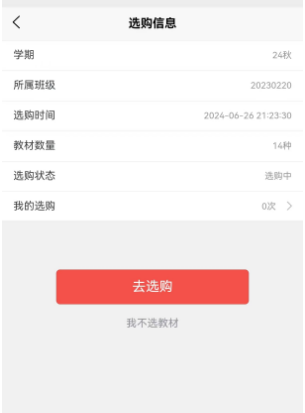 选购信息
学期 24秋
所属班级 20230220
选购时间 2024-06-26 21:23:30
教材数量 14种
选购状态 选购中
我的选购 0次
去选购
我不选教材